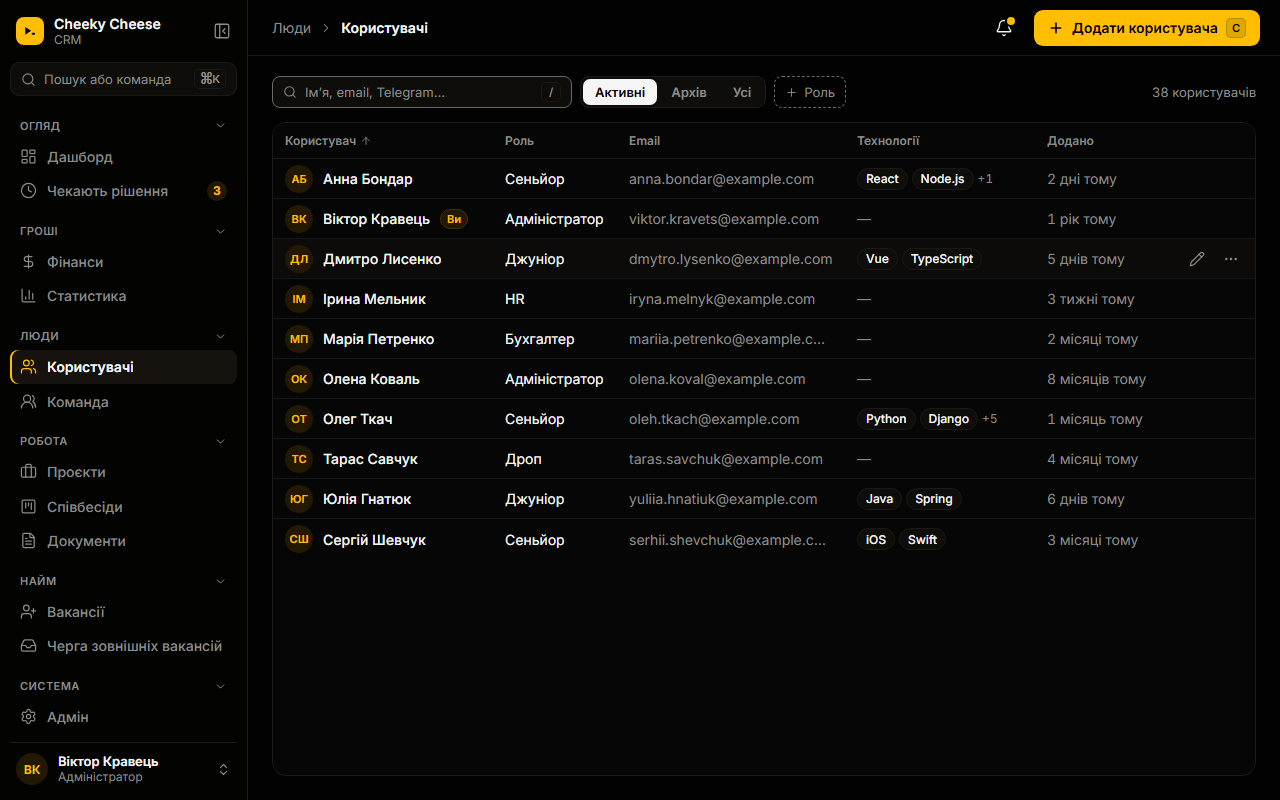 Cheeky Cheese
CRM
Пошук або команда ⌘K
ОГЛЯД
Дашборд
Чекають рішення 3
ГРОШІ
Фінанси
Статистика
ЛЮДИ
Користувачі
Команда
РОБОТА
Проєкти
Співбесіди
Документи
НАЙМ
Вакансії
Черга зовнішніх вакансій
СИСТЕМА
Адмін
ВК Віктор Кравець
Адміністратор
Люди > Користувачі
+ Додати користувача C
Ім’я, email, Telegram... /
Активні Архів Усі + Роль 38 користувачів
Користувач ↑ Роль Email Технології Додано
АБ Анна Бондар Сеньйор anna.bondar@example.com React Node.js +1 2 дні тому
ВК Віктор Кравець Ви Адміністратор viktor.kravets@example.com — 1 рік тому
ДЛ Дмитро Лисенко Джуніор dmytro.lysenko@example.com Vue TypeScript 5 днів тому
ІМ Ірина Мельник HR iryna.melnyk@example.com — 3 тижні тому
МП Марія Петренко Бухгалтер mariia.petrenko@example.c... — 2 місяці тому
ОК Олена Коваль Адміністратор olena.koval@example.com — 8 місяців тому
ОТ Олег Ткач Сеньйор oleh.tkach@example.com Python Django +5 1 місяць тому
ТС Тарас Савчук Дроп taras.savchuk@example.com — 4 місяці тому
ЮГ Юлія Гнатюк Джуніор yuliia.hnatiuk@example.com Java Spring 6 днів тому
СШ Сергій Шевчук Сеньйор serhii.shevchuk@example.c... iOS Swift 3 місяці тому